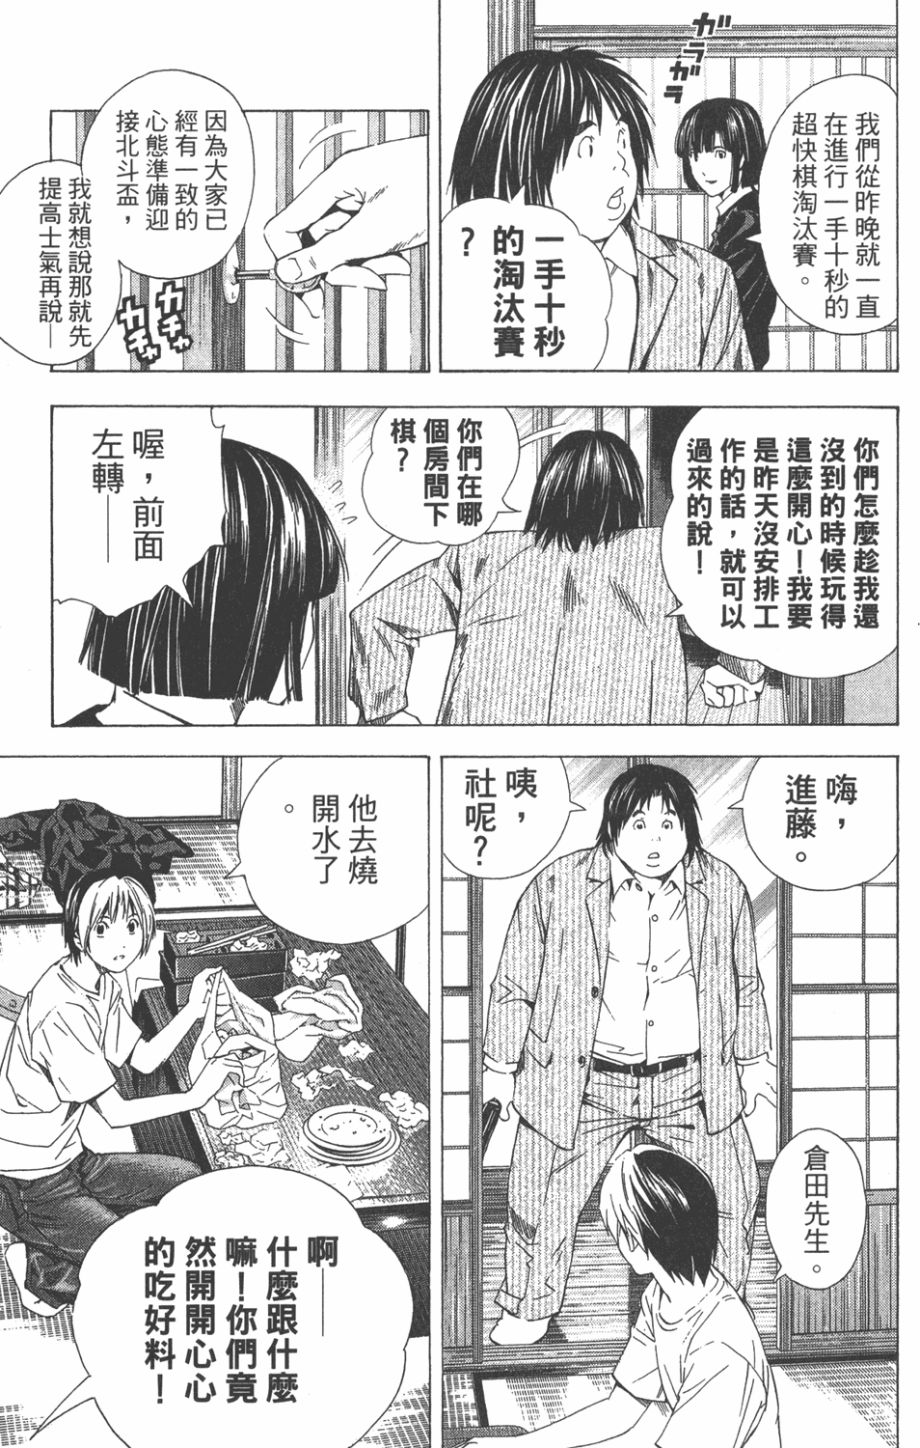 ガラガラ
我們從昨晚就一直
在進行一手十秒的
超快棋淘汰賽。
一手十秒
的淘汰賽
？
因為大家已
經有一致的
心態準備迎
接北斗盃，
我就想說那就先
提高士氣再說—
カチャ
カチャ
你們怎麼趁我還
沒到的時候玩得
這麼開心！我要
是昨天沒安排工
作的話，就可以
過來的說！
你們在哪
個房間下
棋？
喔，前面
左轉——
嗨，
進藤。
咦，
社呢？
倉田先生。
他去燒
開水了
。
啊——
什麼跟什麼
嘛！你們竟
然開開心心
的吃好料！